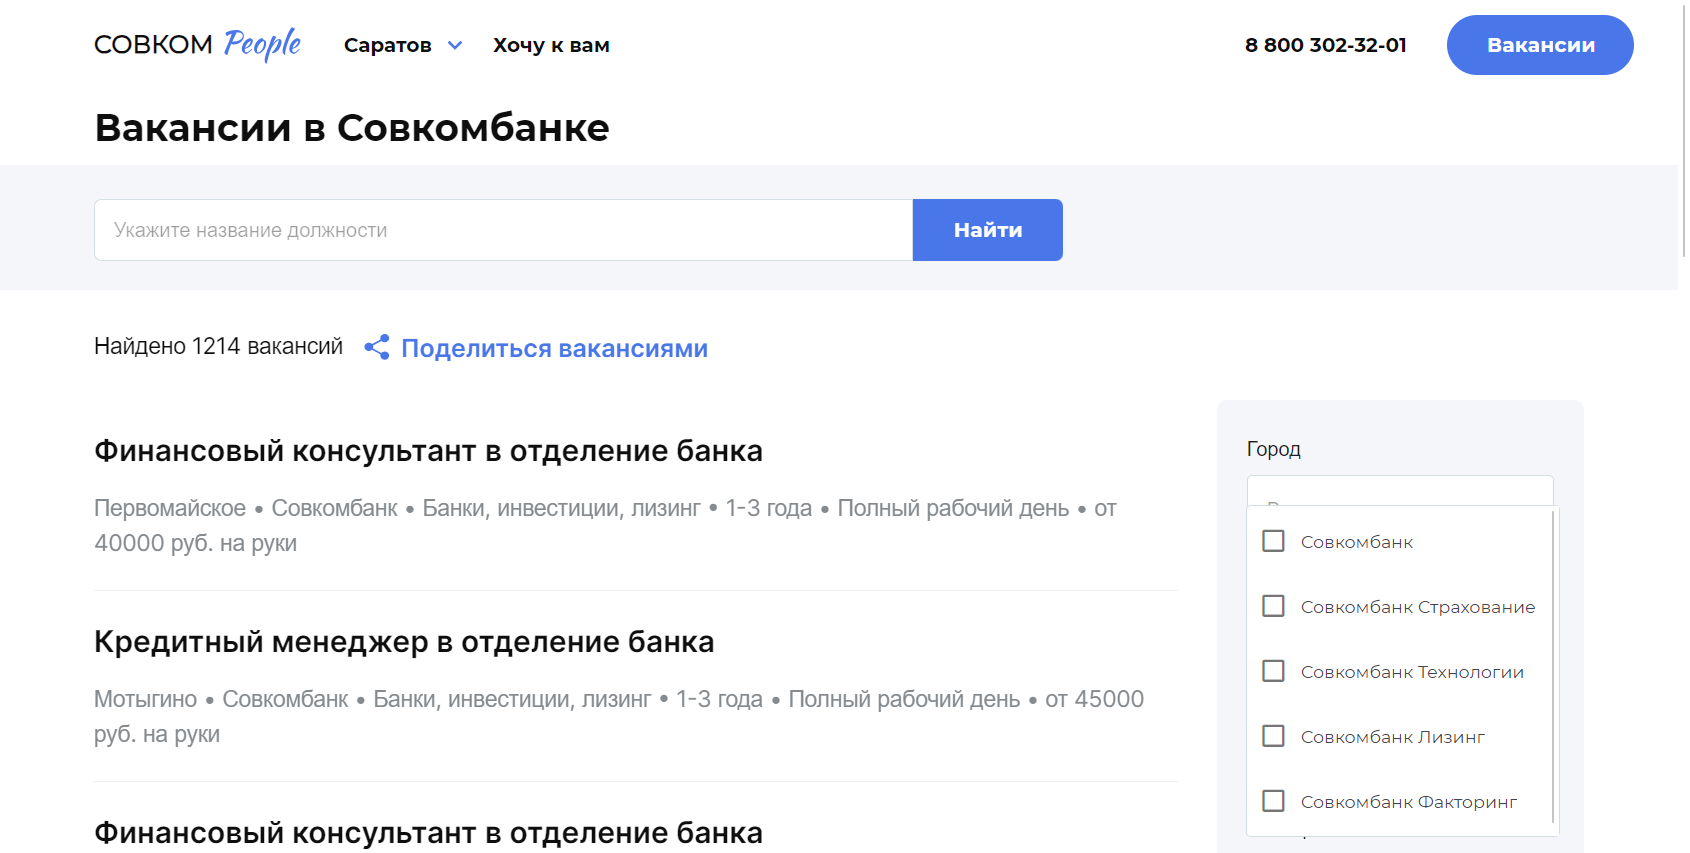 СОВКОМ People
Саратов
Хочу к вам
8 800 302-32-01
Вакансии
Вакансии в Совкомбанке
Укажите название должности
Найти
Найдено 1214 вакансий
Поделиться вакансиями
Финансовый консультант в отделение банка
Первомайское • Совкомбанк • Банки, инвестиции, лизинг • 1-3 года • Полный рабочий день • от
40000 руб. на руки
Кредитный менеджер в отделение банка
Мотыгино • Совкомбанк • Банки, инвестиции, лизинг • 1-3 года • Полный рабочий день • от 45000
руб. на руки
Финансовый консультант в отделение банка
Город
Совкомбанк
Совкомбанк Страхование
Совкомбанк Технологии
Совкомбанк Лизинг
Совкомбанк Факторинг